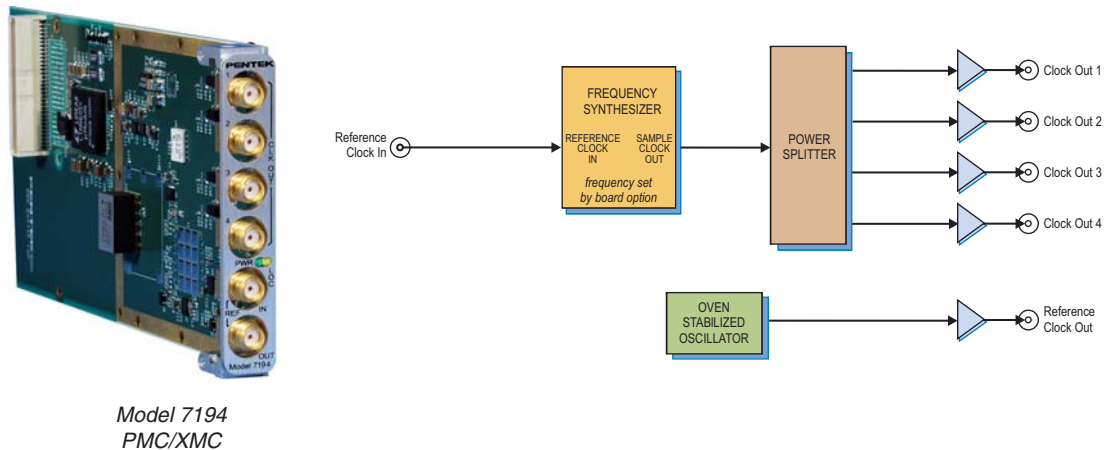 PENTEK
1
2
3
4
PWR
REF
IN
OUT
Model 7194
Model 7194
PMC/XMC
Reference
Clock In
FREQUENCY
SYNTHESIZER
REFERENCE
CLOCK
IN
SAMPLE
CLOCK
OUT
frequency set
by board option
POWER
SPLITTER
Clock Out 1
Clock Out 2
Clock Out 3
Clock Out 4
OVEN
STABILIZED
OSCILLATOR
Reference
Clock Out